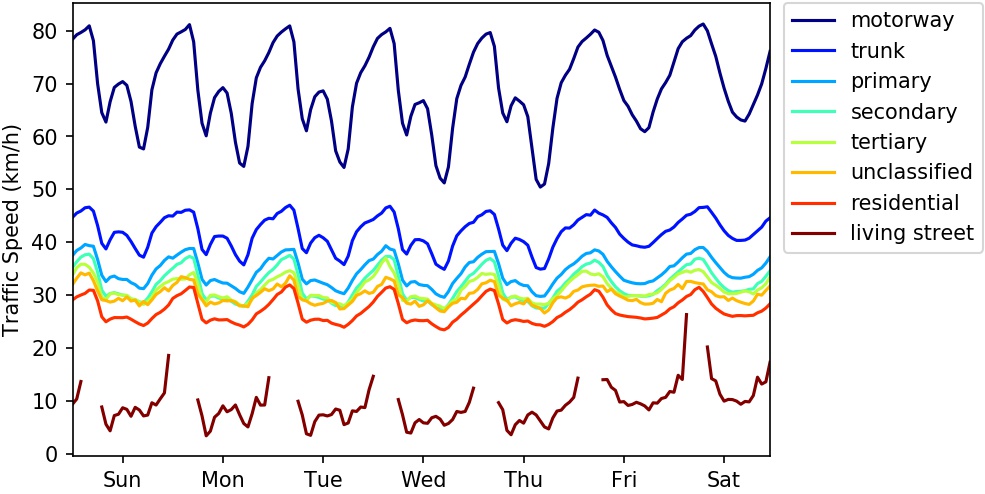 Traffic Speed (km/h)
80
70
60
50
40
30
20
10
0
Sun Mon Tue Wed Thu Fri Sat
motorway
trunk
primary
secondary
tertiary
unclassified
residential
living street